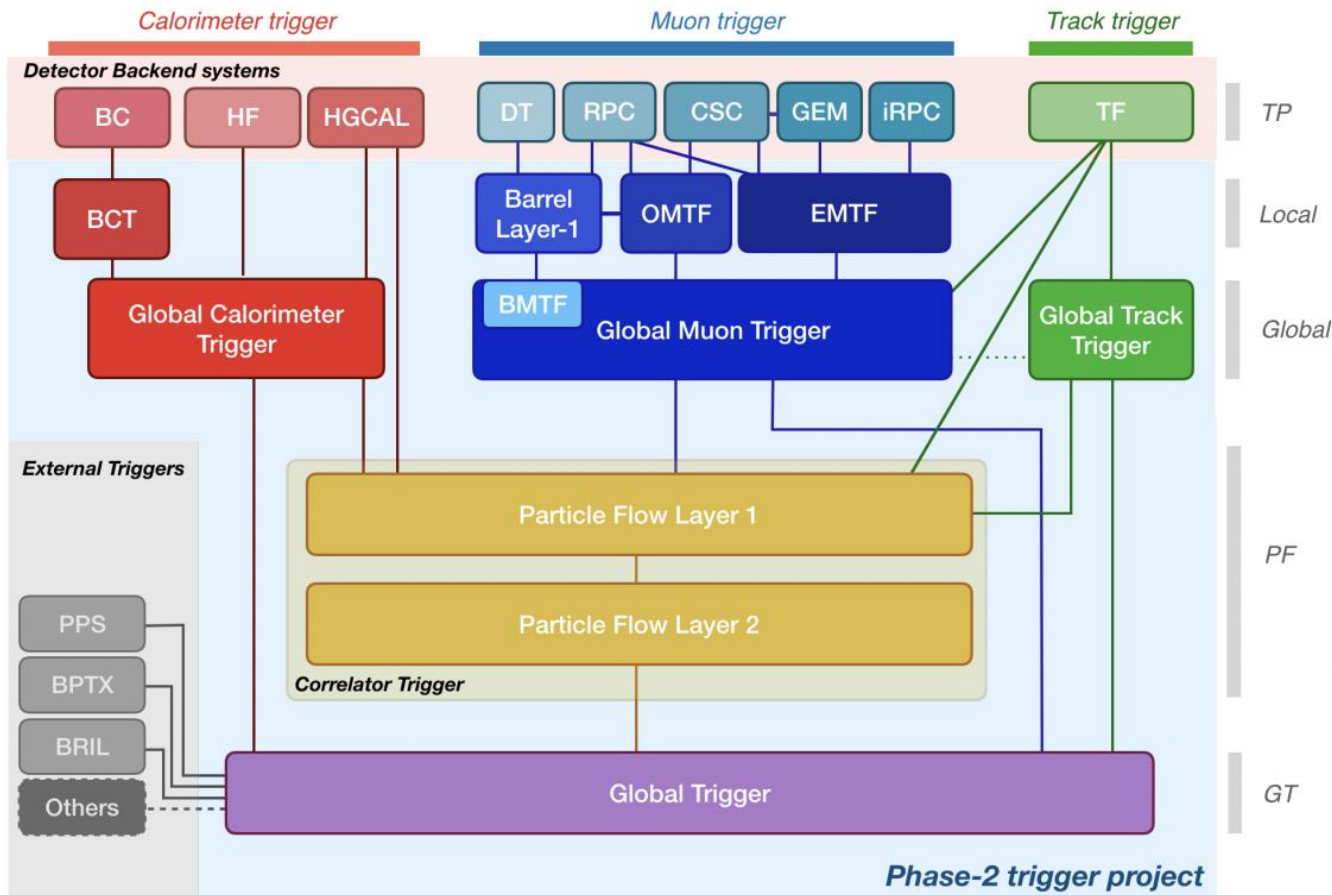 Calorimeter trigger
Muon trigger
Track trigger
Detector Backend systems
BC
HF
HGCAL
DT
RPC
CSC
GEM
iRPC
TF
TP
BCT
Barrel
Layer-1
OMTF
EMTF
Local
Global Calorimeter
Trigger
BMTF
Global Muon Trigger
Global Track
Trigger
Global
External Triggers
Particle Flow Layer 1
PF
Particle Flow Layer 2
Correlator Trigger
PPS
BPTX
BRIL
Others
Global Trigger
GT
Phase-2 trigger project